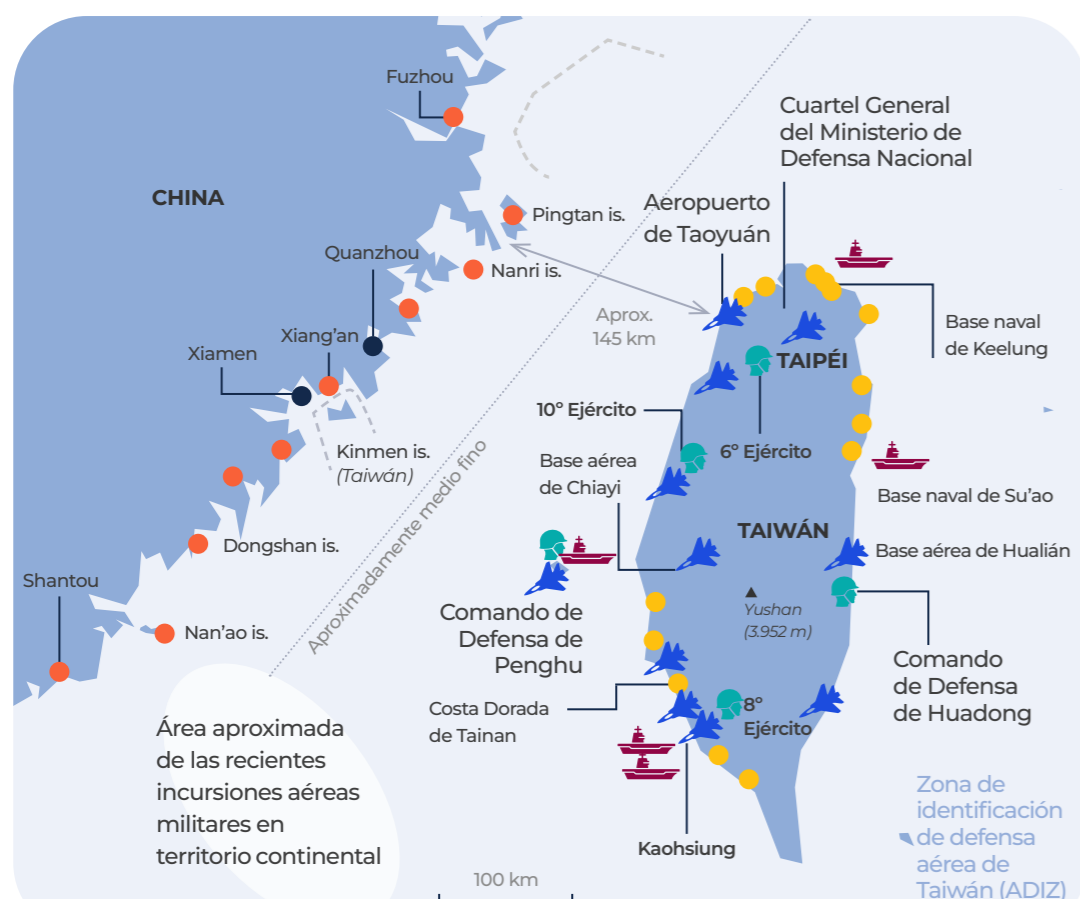 Fuzhou
CHINA
Pingtan is.
Quanzhou
Nanri is.
Xiang'an
Xiamen
Kinmen is.
(Taiwán)
Dongshan is.
Shantou
Nan'ao is.
Aproximadamente medio fino
Aprox.
145 km
Cuartel General
del Ministerio de
Defensa Nacional
Aeropuerto
de Taoyuán
Base naval
de Keelung
TAIPÉI
10º Ejército
6º Ejército
Base aérea
de Chiayi
Base naval de Su'ao
TAIWÁN
Base aérea de Hualián
Yushan
(3.952 m)
Comando de
Defensa de
Penghu
Comando
de Defensa
de Huadong
Costa Dorada
de Tainan
8º
Ejército
Kaohsiung
Área aproximada
de las recientes
incursiones aéreas
militares en
territorio continental
Zona de
identificación
de defensa
aérea de
Taiwán (ADIZ)
100 km